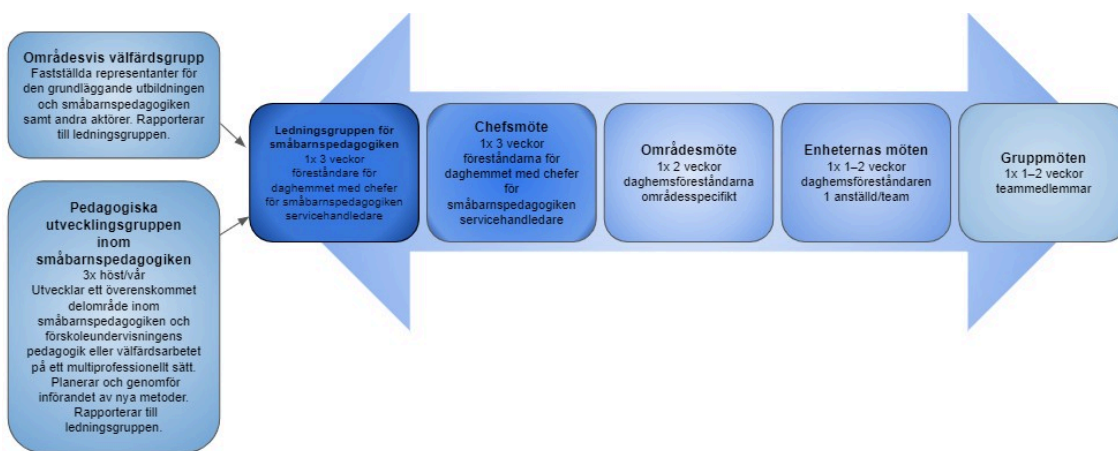 Områdesvis välfärdsgrupp
Fastställda representanter för
den grundläggande utbildningen
och småbarnspedagogiken
samt andra aktörer. Rapporterar
till ledningsgruppen.
Pedagogiska
utvecklingsgruppen
inom
småbarnspedagogiken
3x höst/vår
Utvecklar ett överenskommet
delområde inom
småbarnspedagogiken och
förskoleundervisningens
pedagogik eller välfärdsarbetet
på ett multiprofessionellt sätt.
Planerar och genomför
införandet av nya metoder.
Rapporterar till
ledningsgruppen.
Ledningsgruppen för
småbarnspedagogiken
1x 3 veckor
föreståndare för
daghemmet med chefer
för småbarnspedagogiken
servicehandledare
Chefsmöte
1x 3 veckor
föreståndarna för
daghemmet med chefer
för
småbarnspedagogiken
servicehandledare
Områdesmöte
1x 2 veckor
daghemsföreståndarna
områdesspecifikt
Enheternas möten
1x 1–2 veckor
daghemsföreståndaren
1 anställd/team
Gruppmöten
1x 1–2 veckor
teammedlemmar